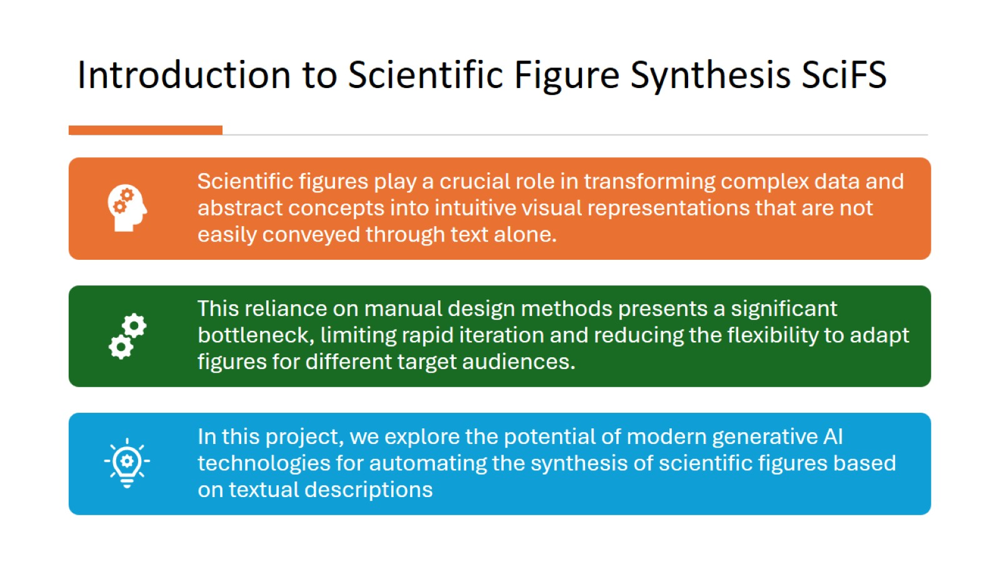 Introduction to Scientific Figure Synthesis SciFS
Scientific figures play a crucial role in transforming complex data and
abstract concepts into intuitive visual representations that are not
easily conveyed through text alone.
This reliance on manual design methods presents a significant
bottleneck, limiting rapid iteration and reducing the flexibility to adapt
figures for different target audiences.
In this project, we explore the potential of modern generative AI
technologies for automating the synthesis of scientific figures based
on textual descriptions